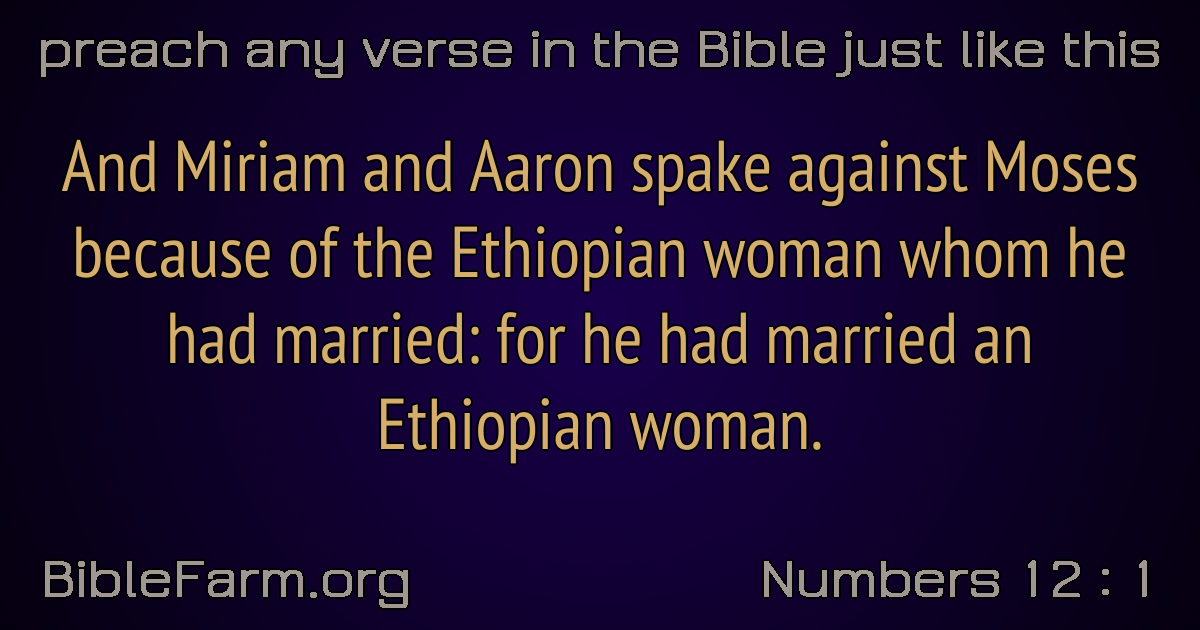 preach any verse in the Bible just like this
And Miriam and Aaron spake against Moses
because of the Ethiopian woman whom he
had married: for he had married an
Ethiopian woman.
BibleFarm.org
Numbers 12 : 1